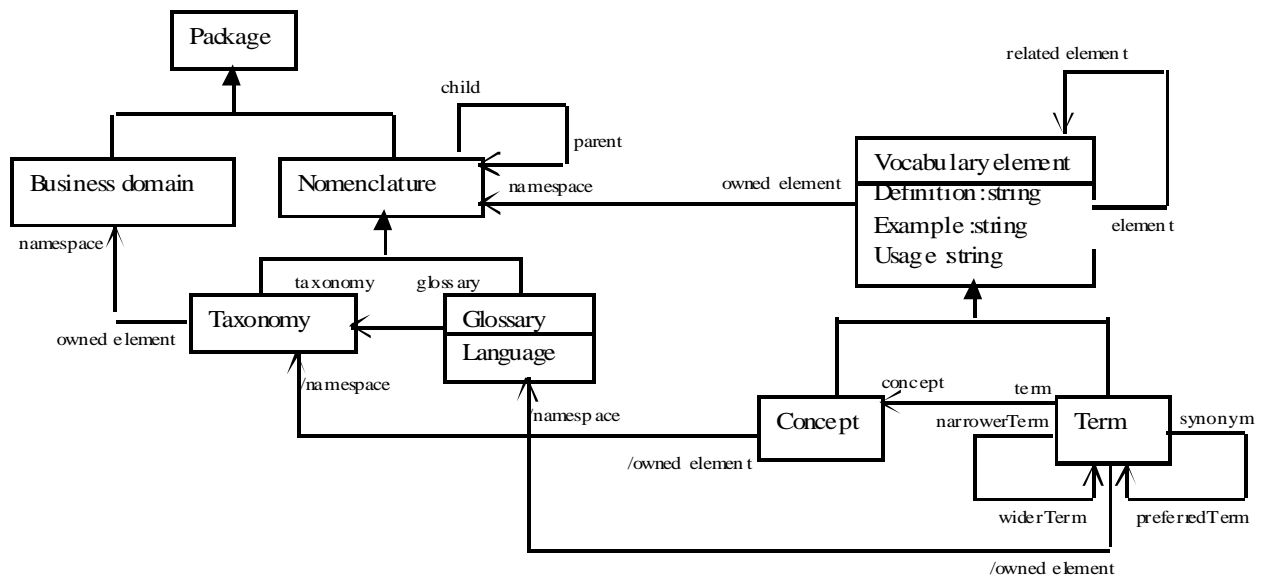 Package
related element
child
parent
Business domain
Nomenclature
namespace
owned element
Vocabulary element
Definition :string
Example :string
Usage :string
element
namespace
taxonomy
glossary
Taxonomy
Glossary
Language
owned element
/namespace
/namespace
concept
term
Concept
narrowerTerm
Term
synonym
/owned element
widerTerm
preferredTerm
/owned element